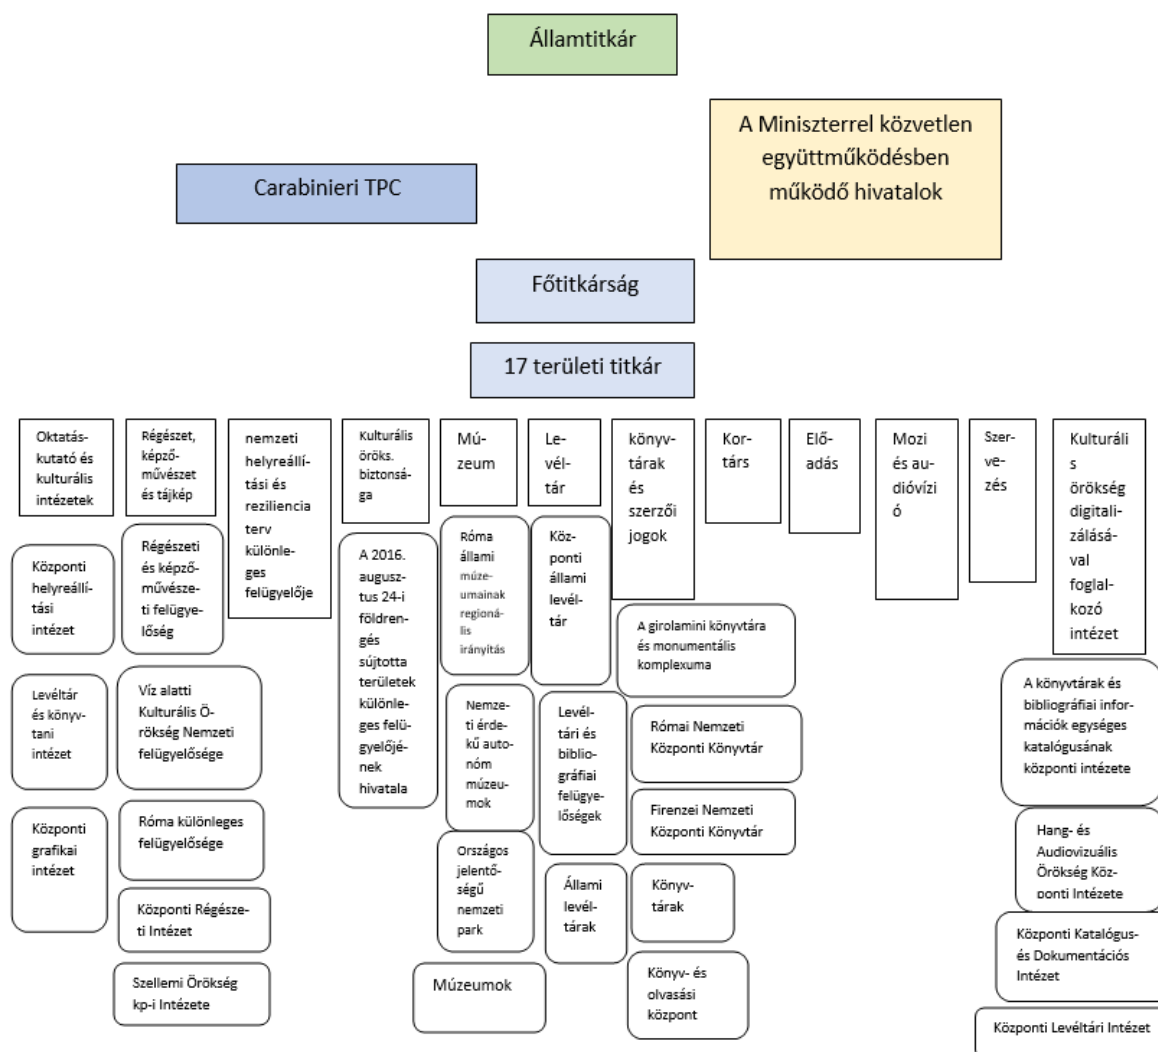 Államtitkár
A Miniszterrel közvetlen
együttműködésben
működő hivatalok
Carabinieri TPC
Főtitkárság
17 területi titkár
Oktatás-
kutató és
kulturális
intézetek
Régészet,
képző-
művészet
és tájkép
nemzeti
helyreállí-
tási és
reziliencia
terv
különle-
ges
felügyelője
Kulturális
öröks.
biztonsá-
ga
Mú-
zeum
Le-
vél-
tár
könyv-
tárak és
szerzői
jogok
Kor-
társ
Elő-
adás
Mozi
és au-
dióvízi
ó
Szer-
ve-
zés
Kulturáli
s
örökség
digitali-
zálásá-
val
foglal-
kozó
intézet
Központi
helyreállí-
tási
intézet
Levéltár
és könyv-
tani
intézet
Központi
grafikai
intézet
Régészeti
és képző-
művésze-
ti felügye-
lőség
Víz alatti
Kulturális Ö-
rökség Nemzeti
felügyelősége
Róma különleges
felügyelősége
Központi Régésze-
ti Intézet
Szellemi Örökség
kp-i Intézete
A 2016.
augusz-
tus 24-i
földren-
gés
sújtotta
területek
különle-
ges felü-
gyelőjé-
nek
hivatala
Róma
állami
múze-
umainak
regioná-
lis
irányítás
Nemze-
ti érde-
kű auto-
nóm
múzeu-
mok
Országos
jelentő-
ségű
nemzeti
park
Múzeumok
Köz-
ponti
állami
levél-
tár
Levél-
tári és
bibliog-
ráfiai
felügye-
lőségek
Állami
levél-
tárak
A girolamini könyvtára
és monumentális
komplexuma
Római Nemzeti
Központi Könyvtár
Firenzei Nemzeti
Központi Könyvtár
Könyv-
tárak
Könyv- és
olvasási
központ
A könyvtárak és
bibliográfiai infor-
mációk egységes
katalógusának
központi intézete
Hang- és
Audiovizuális
Örökség Köz-
ponti Intézete
Központi Katalógus-
és Dokumentációs
Intézet
Központi Levéltári Intézet